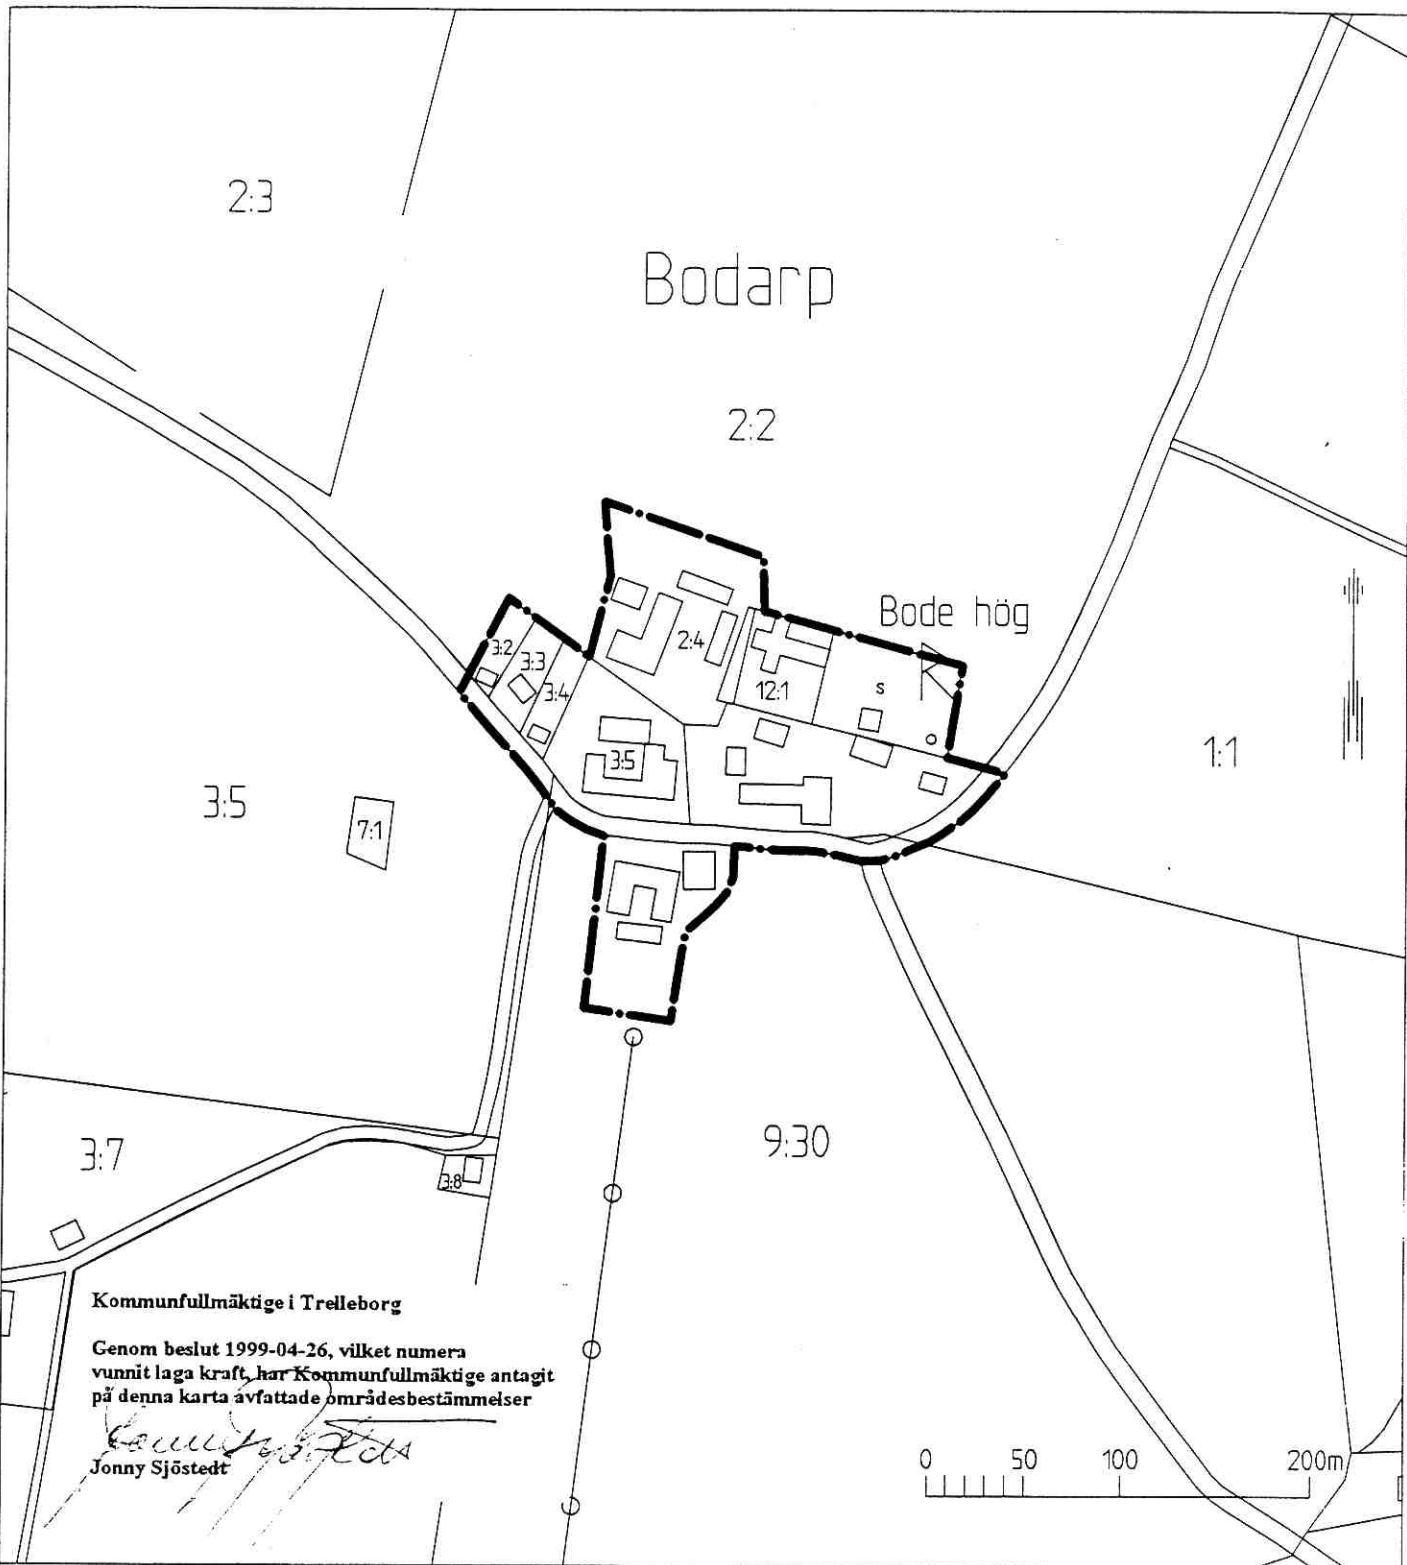 2:3
Bodarp
2:2
Bode hög
3:2
3:3
3:4
2:4
12:1
s
3:5
1:1
3:5
7:1
9:30
3:7
3:8
Kommunfullmäktige i Trelleborg
Genom beslut 1999-04-26, vilket numera
vunnit laga kraft, har Kommunfullmäktige antagit
på denna karta avfattade områdesbestämmelser
Jonny Sjöstedt
0 50 100 200m